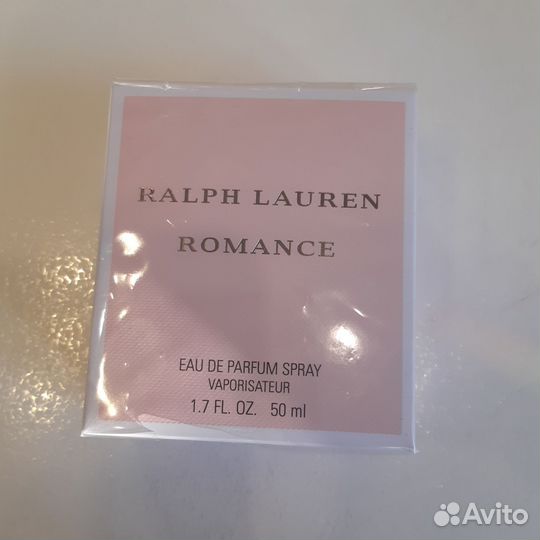 RALPH LAUREN
ROMANCE
EAU DE PARFUM SPRAY
VAPORISATEUR
1.7 FL. OZ. 50 ml
Avito